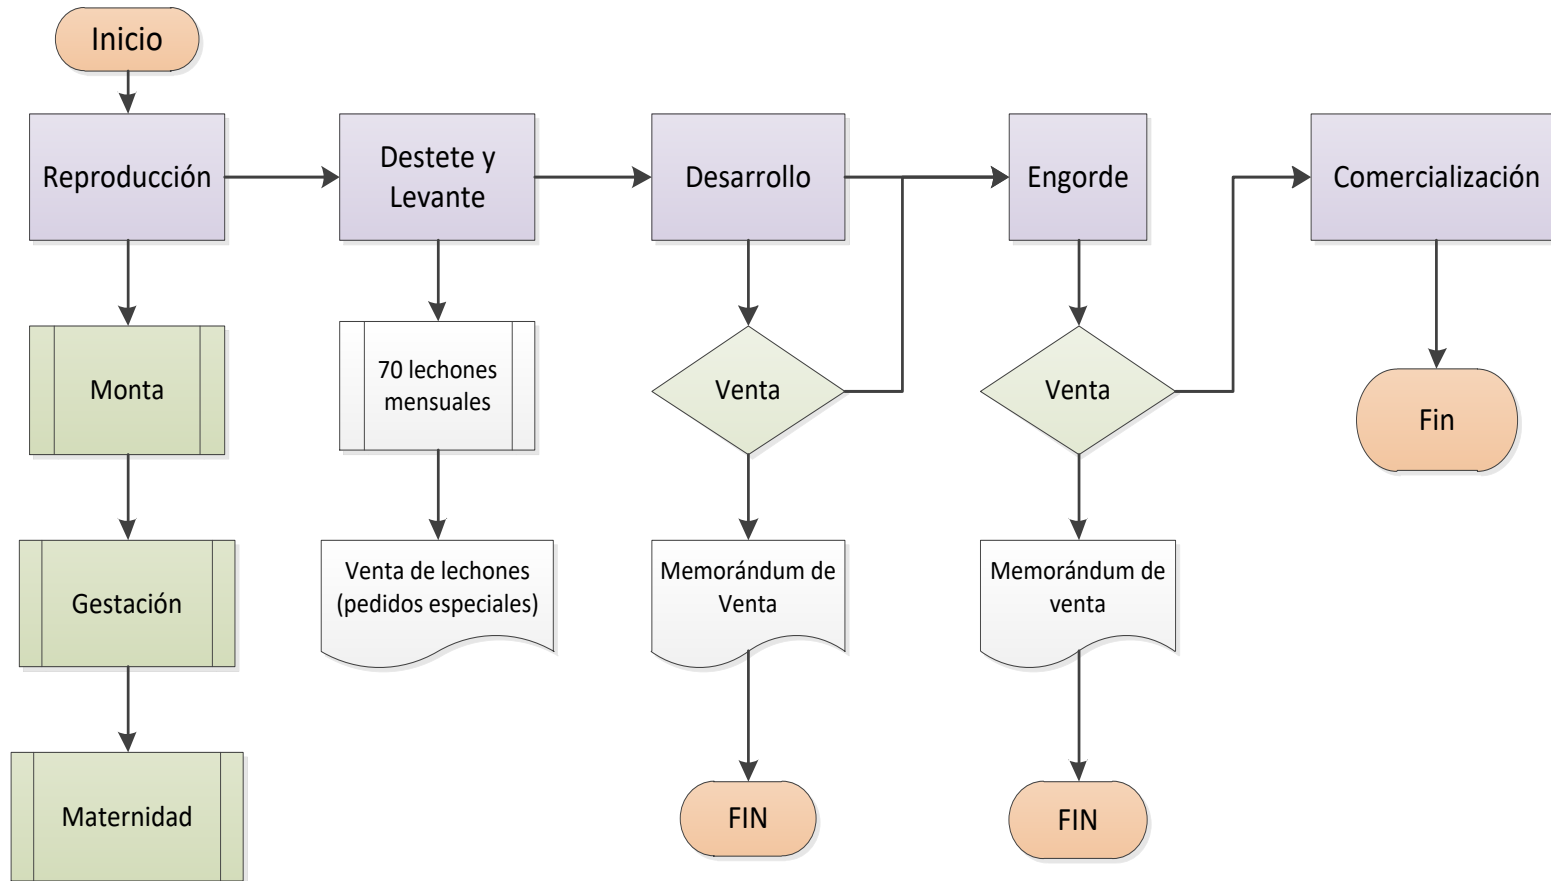 Inicio
Reproducción
Destete y
Levante
Desarrollo
Engorde
Comercialización
Monta
70 lechones
mensuales
Venta
Venta
Fin
Gestación
Venta de lechones
(pedidos especiales)
Memorándum de
Venta
Memorándum de
venta
Maternidad
FIN
FIN